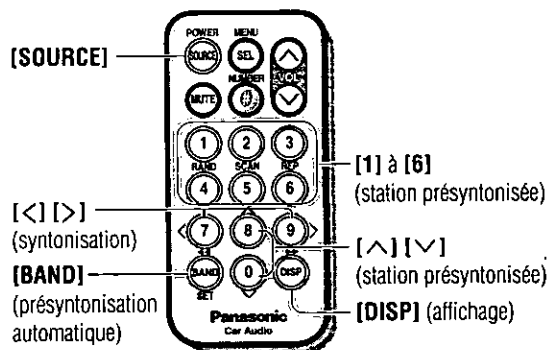 POWER MENU
[SOURCE]
SOURCE SEL
VOL
NUMBER
MUTE #
1 2 3
RAND SCAN REP
4 5 6
[1] à [6]
(station présyntonisée)
[<] [>]
(syntonisation)
< 7 8 9 >
[∧] [∨]
(station présyntonisée)
[BAND]
(présyntonisation
automatique)
BAND 0 DISP
SET
[DISP] (affichage)
Panasonic
Car Audio